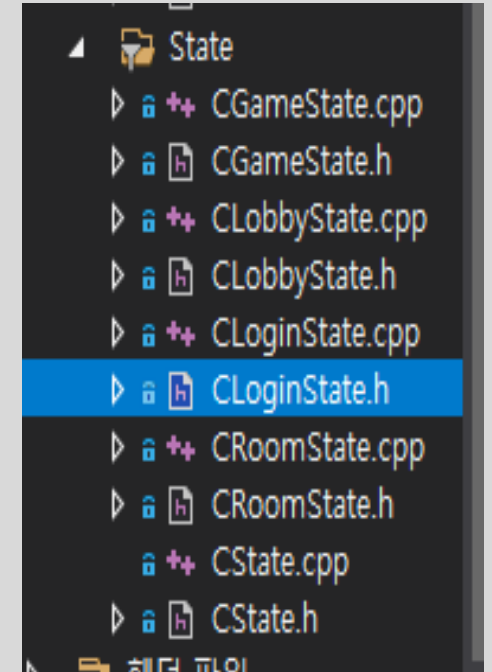 State
CGameState.cpp
CGameState.h
CLobbyState.cpp
CLobbyState.h
CLoginState.cpp
CLoginState.h
CRoomState.cpp
CRoomState.h
CState.cpp
CState.h
헤더 파일